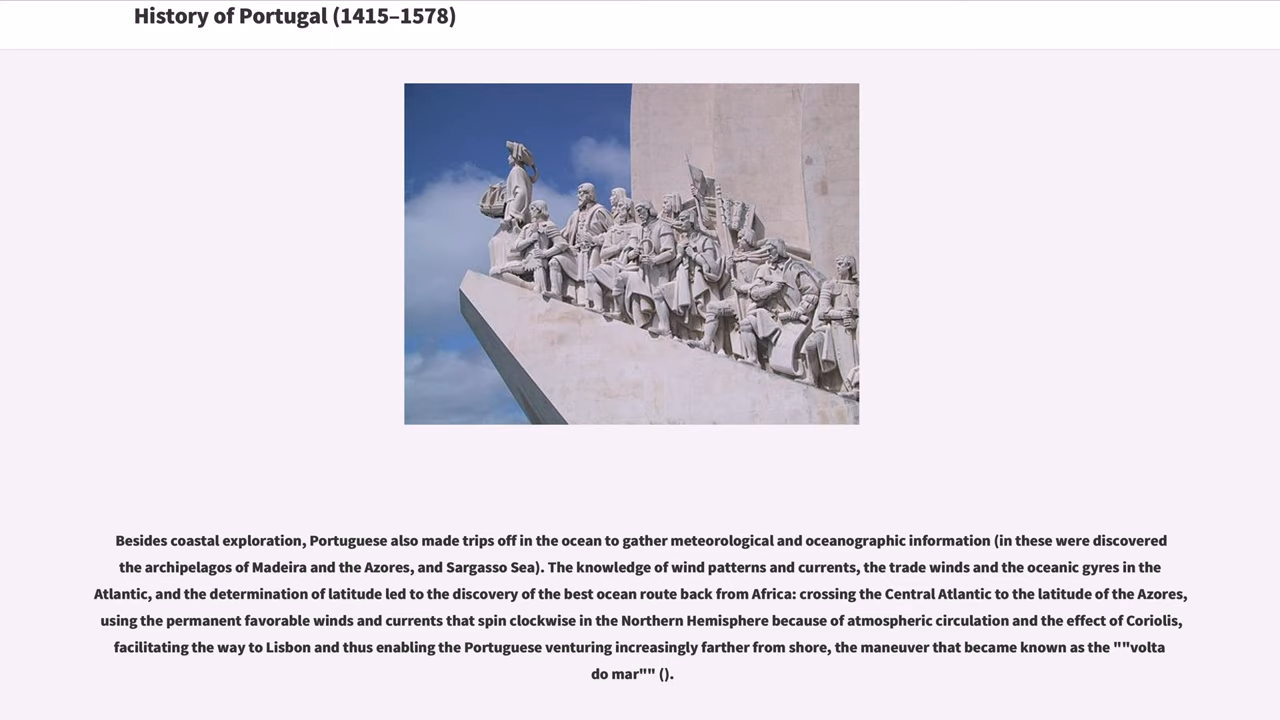 History of Portugal (1415–1578)
Besides coastal exploration, Portuguese also made trips off in the ocean to gather meteorological and oceanographic information (in these were discovered
the archipelagos of Madeira and the Azores, and Sargasso Sea). The knowledge of wind patterns and currents, the trade winds and the oceanic gyres in the
Atlantic, and the determination of latitude led to the discovery of the best ocean route back from Africa: crossing the Central Atlantic to the latitude of the Azores,
using the permanent favorable winds and currents that spin clockwise in the Northern Hemisphere because of atmospheric circulation and the effect of Coriolis,
facilitating the way to Lisbon and thus enabling the Portuguese venturing increasingly farther from shore, the maneuver that became known as the ""volta
do mar"" ().